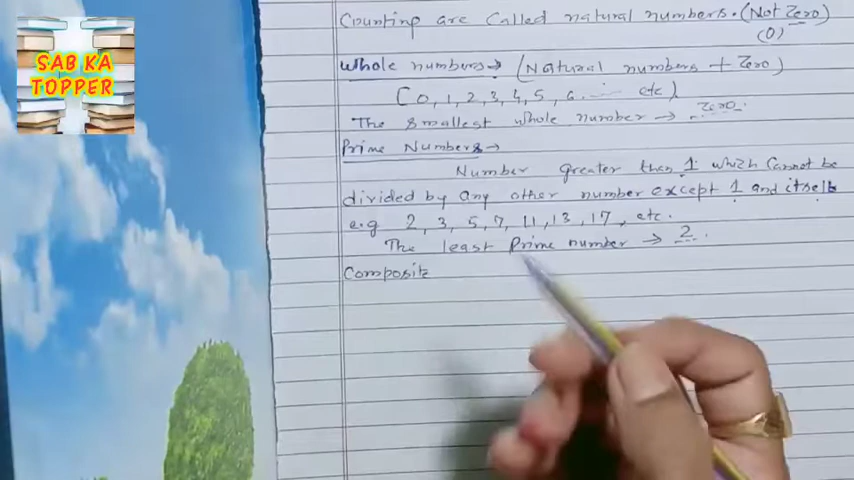 SAB KA
TOPPER
Counting are Called natural numbers. (Not Zero)
(0)
Whole numbers → (Natural numbers + Zero)
[0, 1, 2, 3, 4, 5, 6 ...... etc)
The smallest whole number → zero.
Prime Numbers →
Number greater than 1 which Cannot be
divided by any other number except 1 and itself
e.g 2, 3, 5, 7, 11, 13, 17, etc.
The least Prime number → 2.
Composite